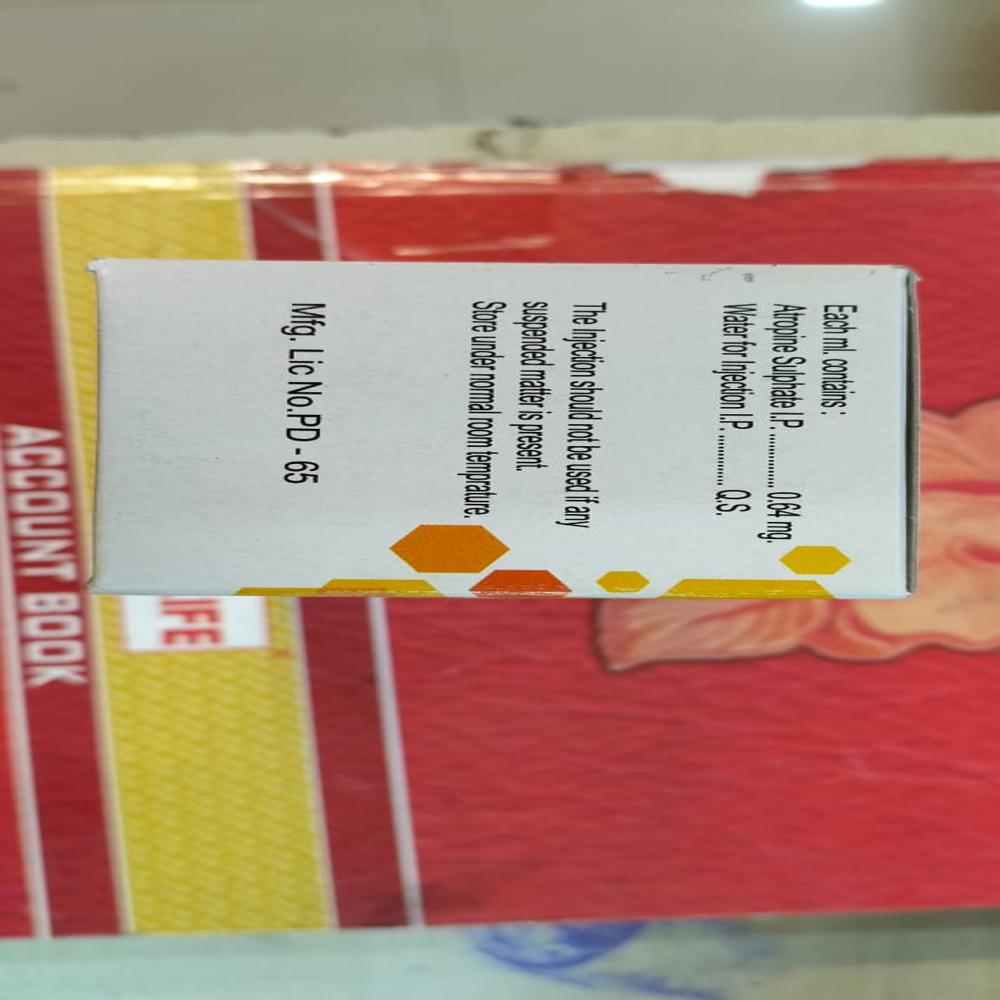 Each ml. contains :
Atropine Sulphate I.P. ............... 0.64 mg.
Water for Injection I.P. ............... Q.S.
The Injection should not be used if any
suspended matter is present.
Store under normal room temprature.
Mfg. Lic No.PD - 65
IFE
ACCOUNT BOOK